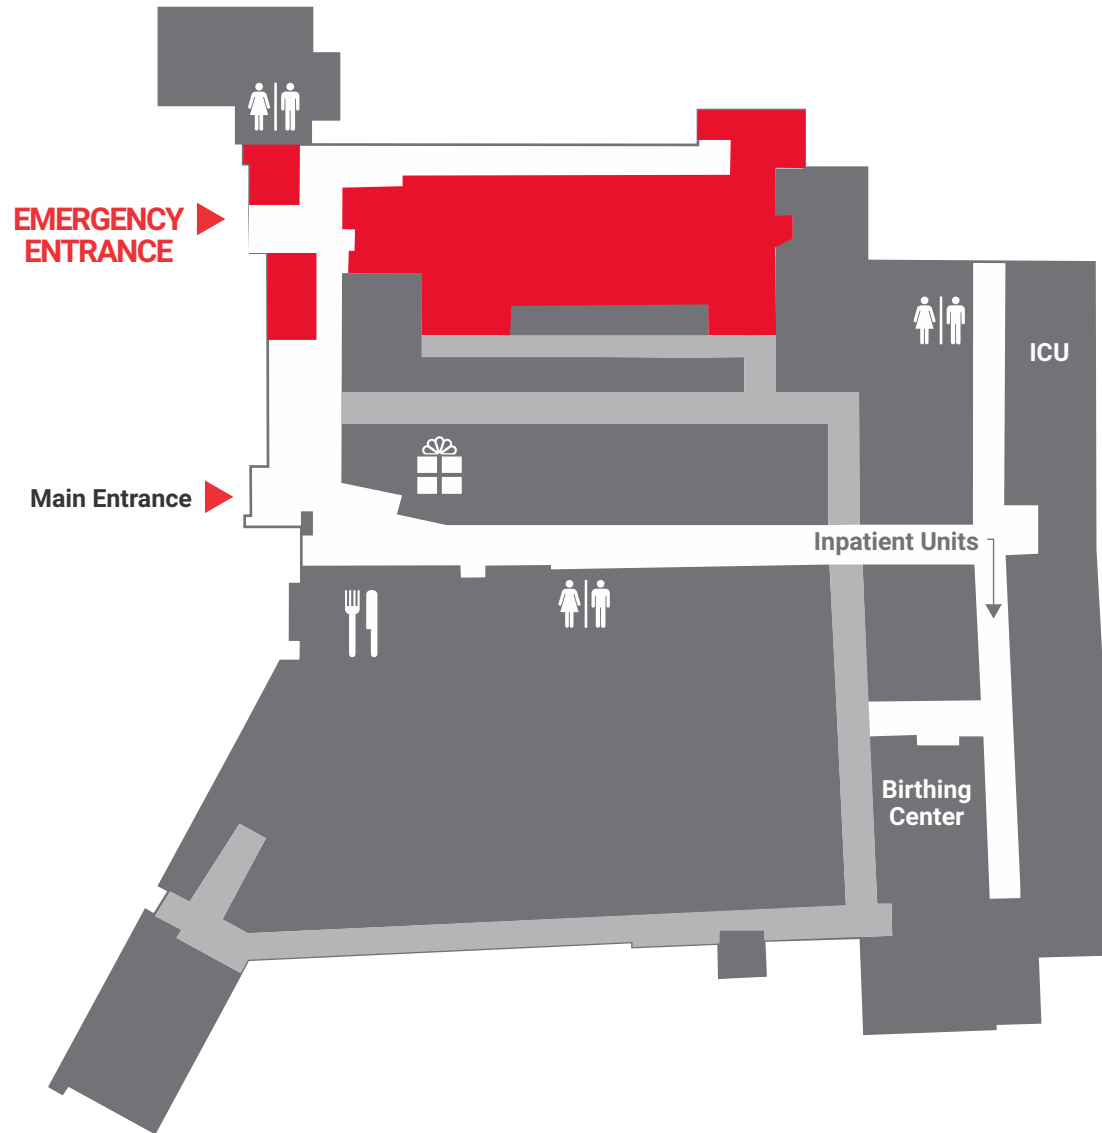 EMERGENCY
ENTRANCE
ICU
Main Entrance
Inpatient Units
Birthing
Center